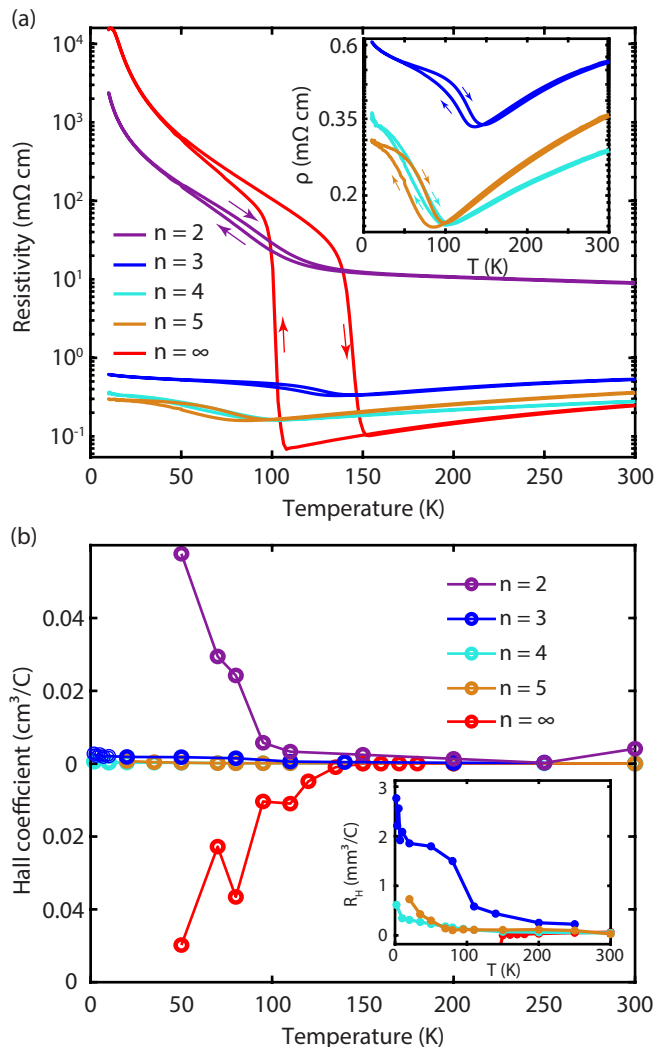 (a)
10⁴
10³
10²
10¹
10⁰
10⁻¹
Resistivity (mΩ cm)
n = 2
n = 3
n = 4
n = 5
n = ∞
0 50 100 150 200 250 300
Temperature (K)
0.6
0.35
0.2
ρ (mΩ cm)
0 100 200 300
T (K)
(b)
0.04
0.02
0
0.02
0.04
0
Hall coefficient (cm³/C)
n = 2
n = 3
n = 4
n = 5
n = ∞
0 50 100 150 200 250 300
Temperature (K)
3
2
1
0
R_H (mm³/C)
0 100 200 300
T (K)